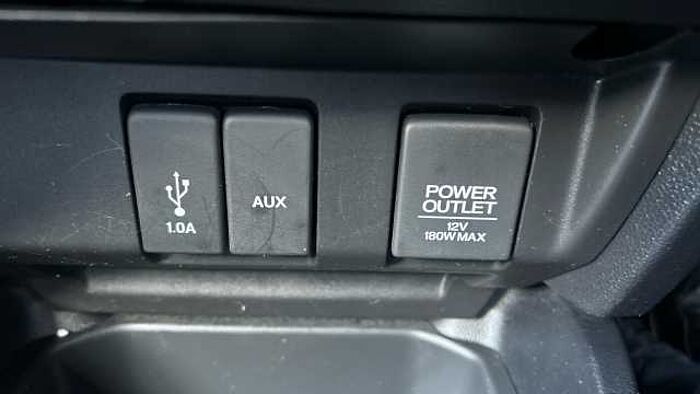 1.0A
AUX
POWER
OUTLET
12V
180W MAX